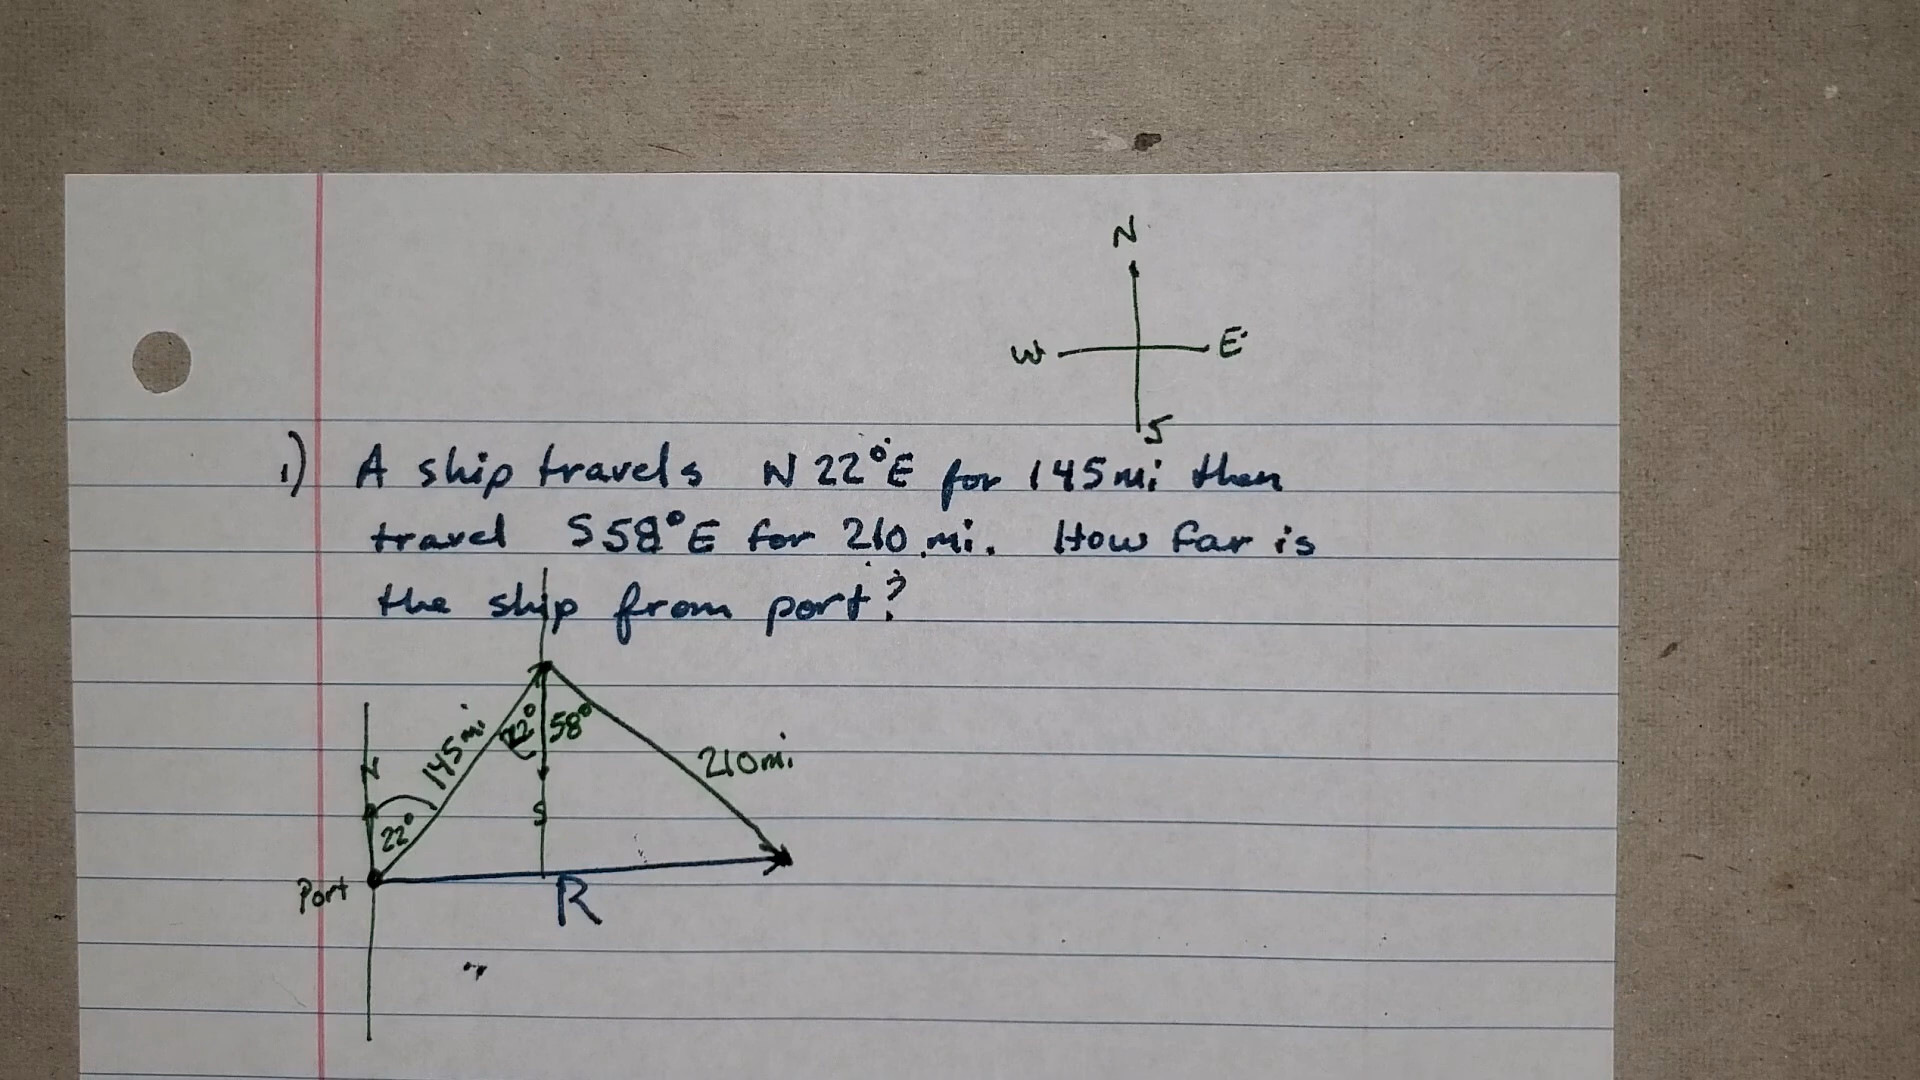 N
W E
S
1) A ship travels N 22°E for 145mi then
travel S58°E for 210 mi. How far is
the ship from port?
N
145mi
22°
22° 58°
S
210mi
Port
R